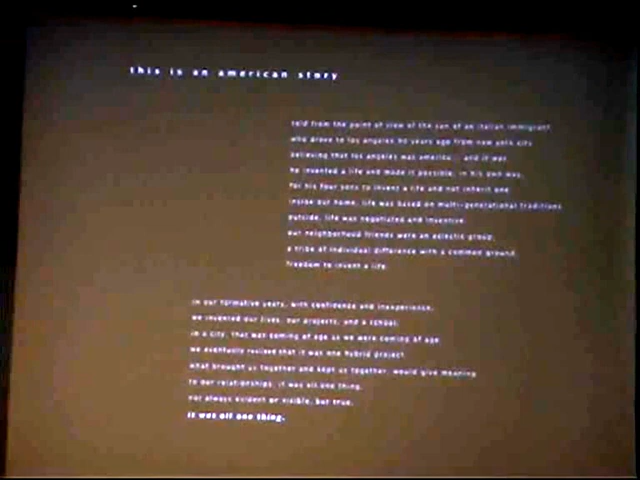 this is an american story
told from the point of view of the son of an italian immigrant
who drove to los angeles 60 years ago from new york city
believing that los angeles was america and it was
he invented a life and made it possible, in his own way,
for his four sons to invent a life and not inherit one
inside our home, life was based on multi-generational traditions
outside, life was negotiated and inventive
our neighborhood friends were an eclectic group,
a tribe of individual difference with a common ground,
freedom to invent a life.
in our formative years, with confidence and inexperience,
we invented our lives, our projects, and a school.
in a city, that was coming of age as we were coming of age
we eventually realized that it was one hybrid project
what brought us together and kept us together, would give meaning
to our relationships. it was all one thing.
not always evident or visible, but true.
it was all one thing.